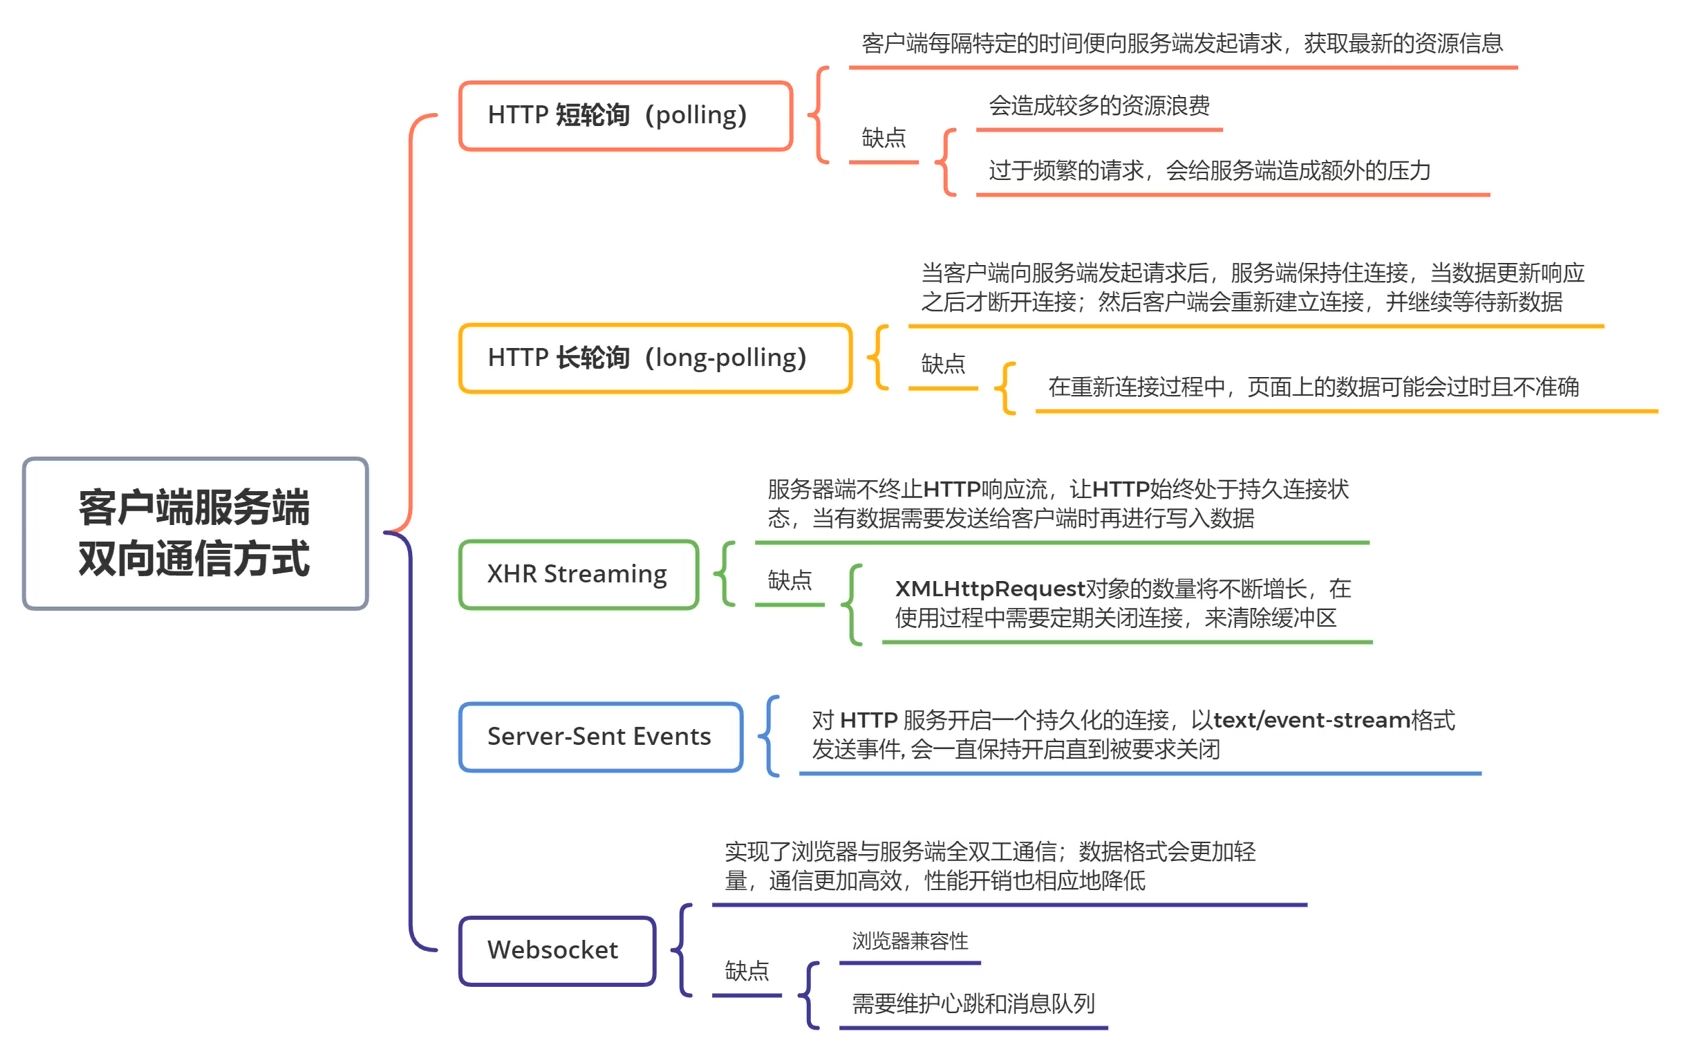 客户端服务端
双向通信方式
HTTP 短轮询（polling）
客户端每隔特定的时间便向服务端发起请求，获取最新的资源信息
缺点
会造成较多的资源浪费
过于频繁的请求，会给服务端造成额外的压力
HTTP 长轮询（long-polling）
当客户端向服务端发起请求后，服务端保持住连接，当数据更新响应
之后才断开连接；然后客户端会重新建立连接，并继续等待新数据
缺点
在重新连接过程中，页面上的数据可能会过时且不准确
XHR Streaming
服务器端不终止HTTP响应流，让HTTP始终处于持久连接状
态，当有数据需要发送给客户端时再进行写入数据
缺点
XMLHttpRequest对象的数量将不断增长，在
使用过程中需要定期关闭连接，来清除缓冲区
Server-Sent Events
对 HTTP 服务开启一个持久化的连接，以text/event-stream格式
发送事件, 会一直保持开启直到被要求关闭
Websocket
实现了浏览器与服务端全双工通信；数据格式会更加轻
量，通信更加高效，性能开销也相应地降低
缺点
浏览器兼容性
需要维护心跳和消息队列